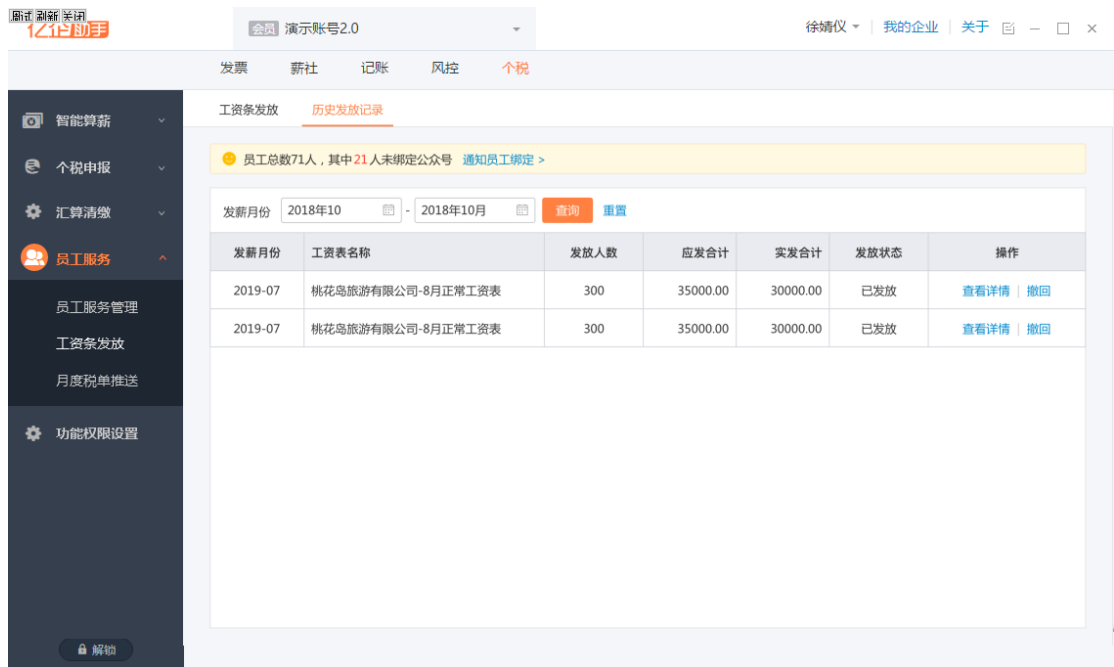 调试 刷新 关闭
亿企助手
会员 演示账号2.0
徐婧仪 我的企业 关于
发票 薪社 记账 风控 个税
智能算薪
个税申报
汇算清缴
员工服务
员工服务管理
工资条发放
月度税单推送
功能权限设置
解锁
工资条发放 历史发放记录
员工总数71人，其中21人未绑定公众号 通知员工绑定 >
发薪月份 2018年10 - 2018年10月 查询 重置
发薪月份 工资表名称 发放人数 应发合计 实发合计 发放状态 操作
2019-07 桃花岛旅游有限公司-8月正常工资表 300 35000.00 30000.00 已发放 查看详情 撤回
2019-07 桃花岛旅游有限公司-8月正常工资表 300 35000.00 30000.00 已发放 查看详情 撤回